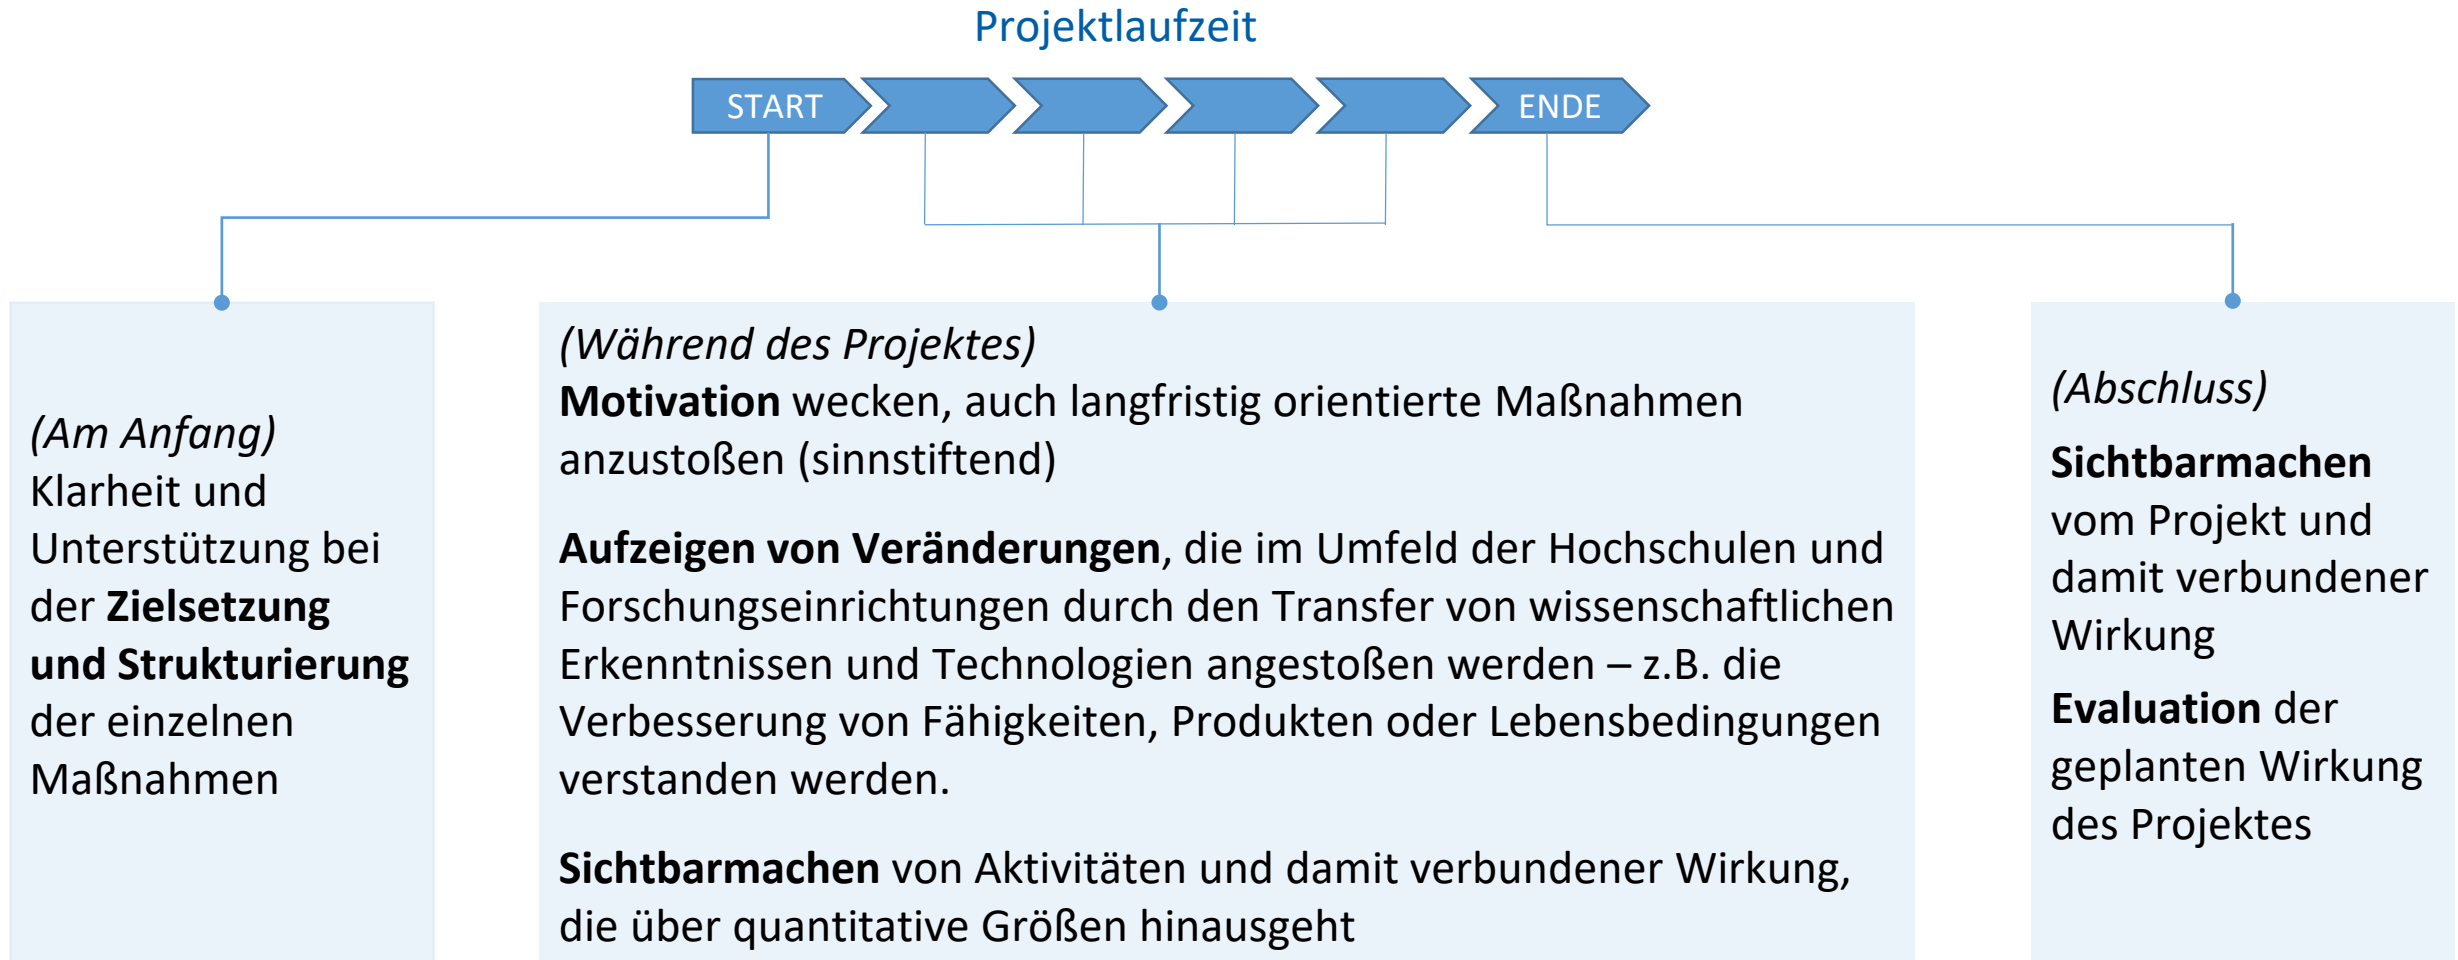 Projektlaufzeit
START
ENDE
(Am Anfang)
Klarheit und
Unterstützung bei
der Zielsetzung
und Strukturierung
der einzelnen
Maßnahmen
(Während des Projektes)
Motivation wecken, auch langfristig orientierte Maßnahmen
anzustoßen (sinnstiftend)
Aufzeigen von Veränderungen, die im Umfeld der Hochschulen und
Forschungseinrichtungen durch den Transfer von wissenschaftlichen
Erkenntnissen und Technologien angestoßen werden – z.B. die
Verbesserung von Fähigkeiten, Produkten oder Lebensbedingungen
verstanden werden.
Sichtbarmachen von Aktivitäten und damit verbundener Wirkung,
die über quantitative Größen hinausgeht
(Abschluss)
Sichtbarmachen
vom Projekt und
damit verbundener
Wirkung
Evaluation der
geplanten Wirkung
des Projektes